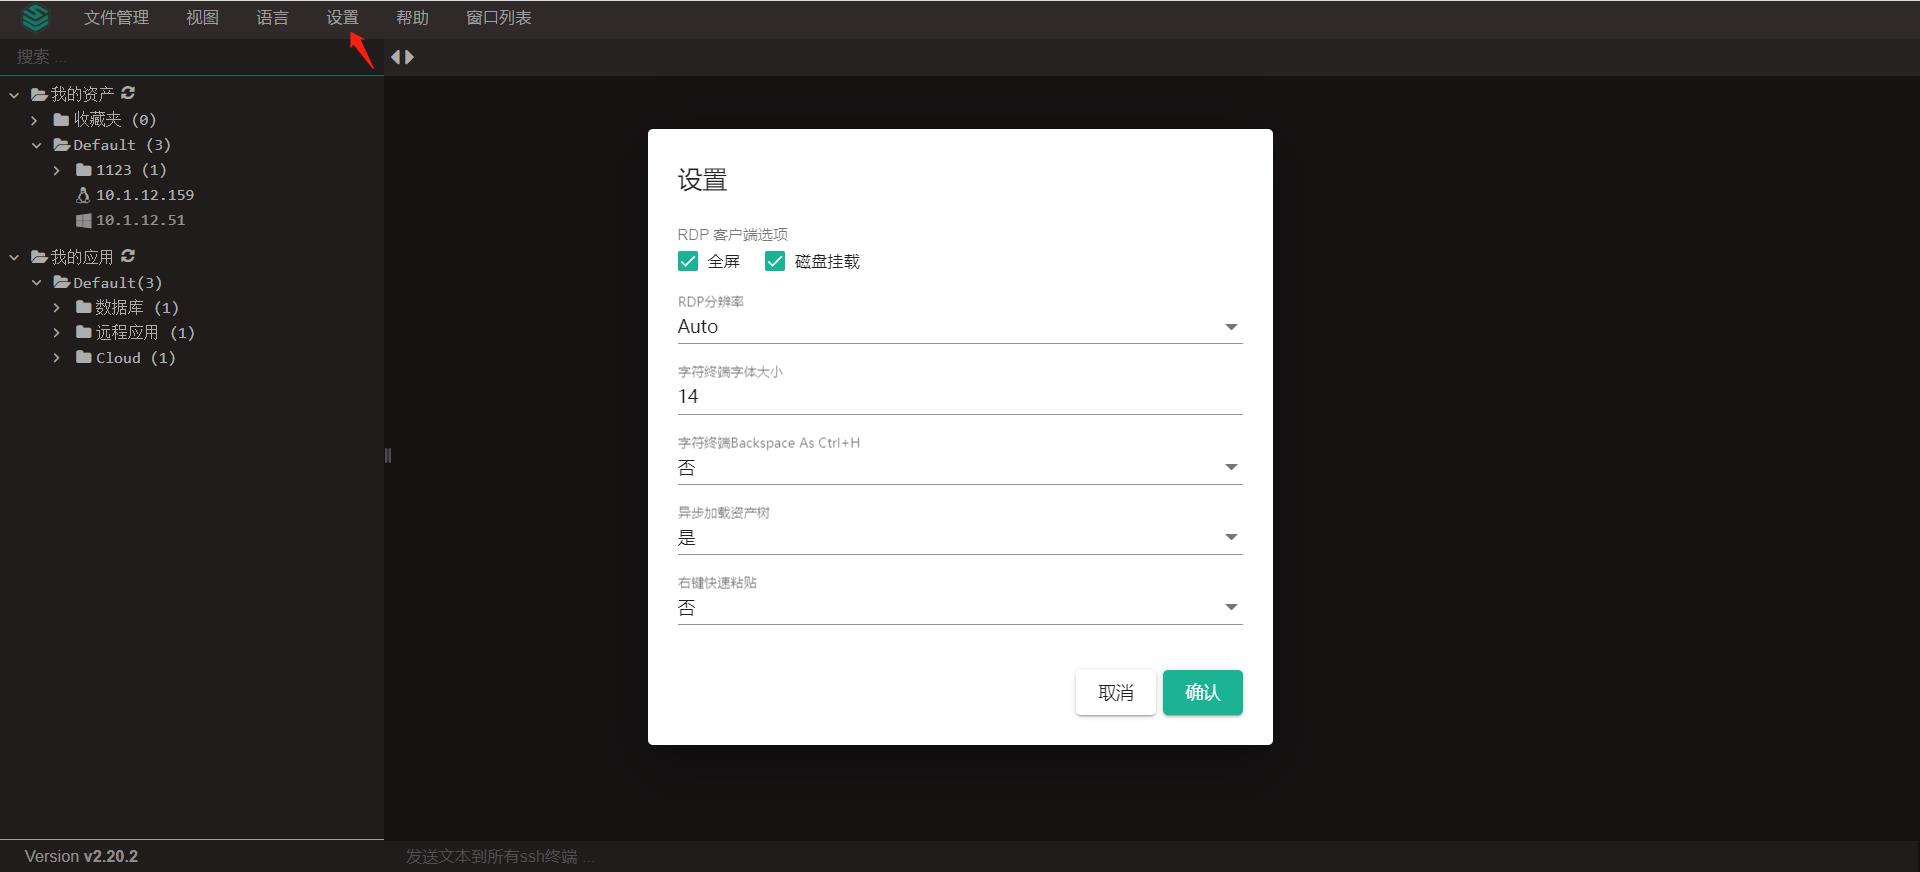 文件管理 视图 语言 设置 帮助 窗口列表
搜索 ...
我的资产
收藏夹 (0)
Default (3)
1123 (1)
10.1.12.159
10.1.12.51
我的应用
Default(3)
数据库 (1)
远程应用 (1)
Cloud (1)
设置
RDP 客户端选项
全屏 磁盘挂载
RDP分辨率
Auto
字符终端字体大小
14
字符终端Backspace As Ctrl+H
否
异步加载资产树
是
右键快速粘贴
否
取消 确认
Version v2.20.2
发送文本到所有ssh终端 ...